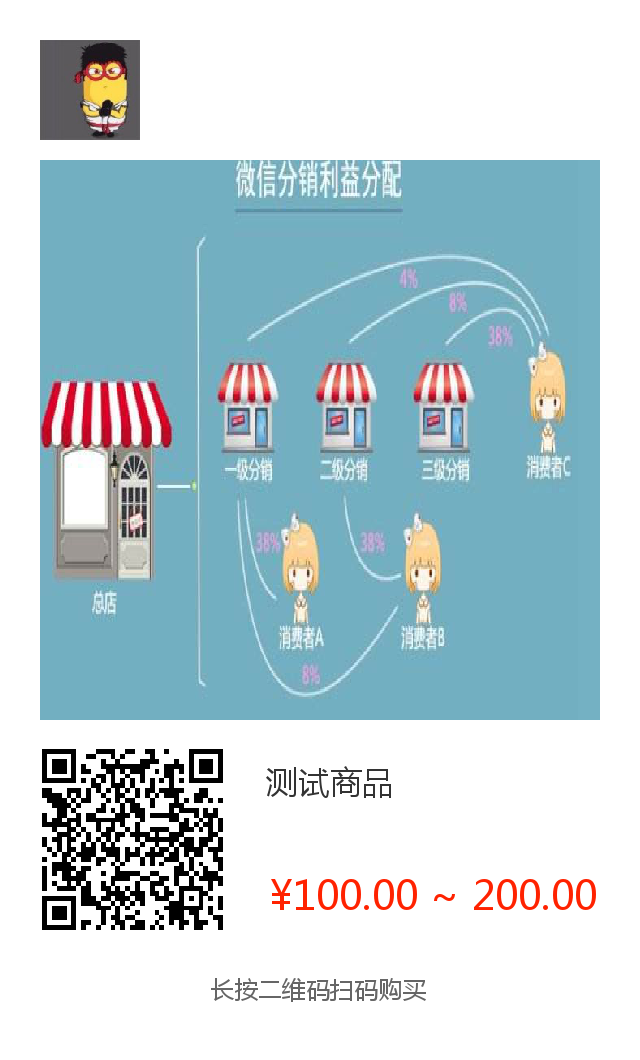 微信分销利益分配
4%
8%
38%
一级分销
二级分销
三级分销
消费者C
38%
38%
总店
消费者A
消费者B
8%
测试商品
¥100.00 ~ 200.00
长按二维码扫码购买